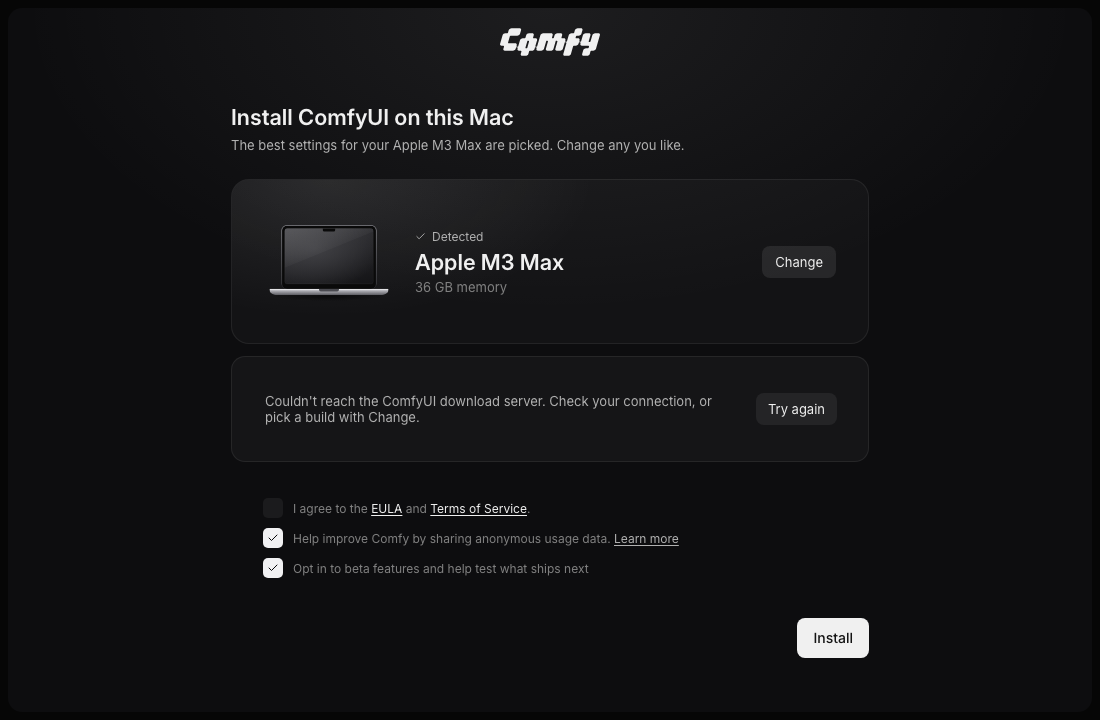 Comfy
Install ComfyUI on this Mac
The best settings for your Apple M3 Max are picked. Change any you like.
Detected
Apple M3 Max
36 GB memory
Change
Couldn't reach the ComfyUI download server. Check your connection, or
pick a build with Change.
Try again
I agree to the EULA and Terms of Service.
Help improve Comfy by sharing anonymous usage data. Learn more
Opt in to beta features and help test what ships next
Install